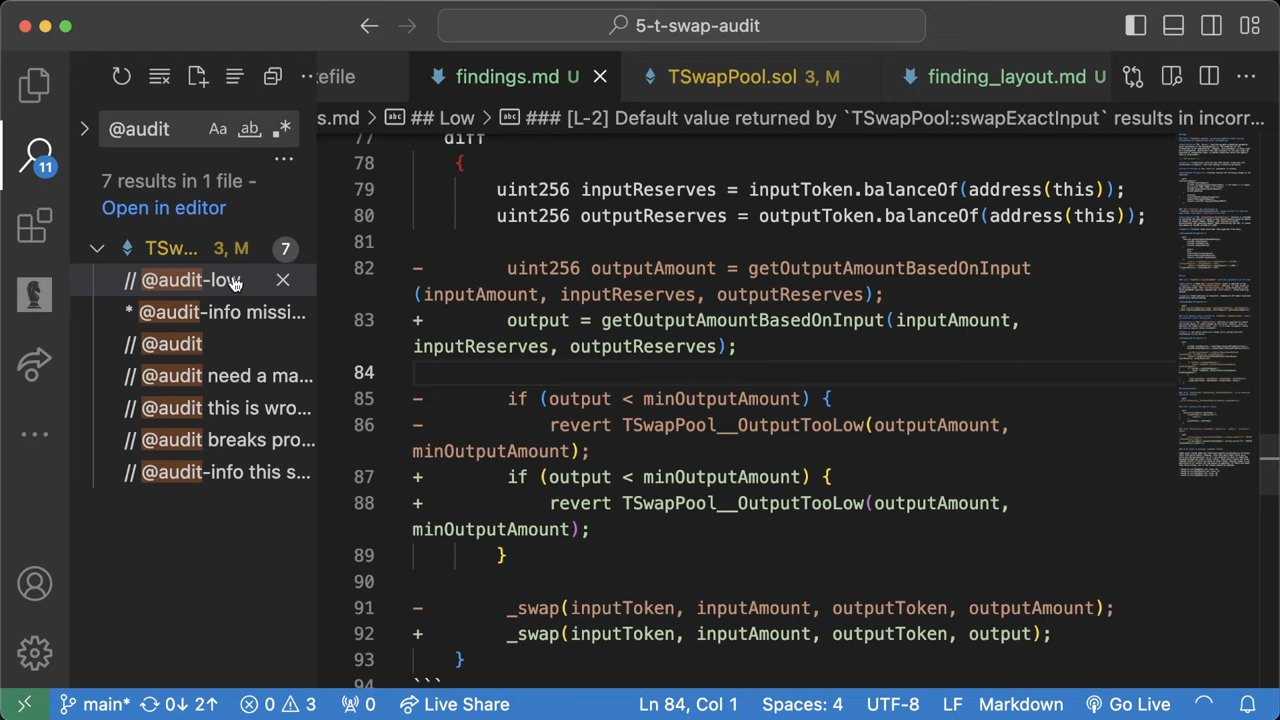 5-t-swap-audit
efile
findings.md U
TSwapPool.sol 3, M
finding_layout.md U
@audit
Aa ab
s.md > abc ## Low > abc ### [L-2] Default value returned by `TSwapPool::swapExactInput` results in incorr...
7 results in 1 file -
Open in editor
TSw... 3, M 7
// @audit-low
* @audit-info missi...
// @audit
// @audit need a ma...
// @audit this is wro...
// @audit breaks pro...
// @audit-info this s...
11
77 diff
78 {
79 uint256 inputReserves = inputToken.balanceOf(address(this));
80 uint256 outputReserves = outputToken.balanceOf(address(this));
81
82 - uint256 outputAmount = getOutputAmountBasedOnInput
(inputAmount, inputReserves, outputReserves);
83 + output = getOutputAmountBasedOnInput(inputAmount,
inputReserves, outputReserves);
84
85 - if (output < minOutputAmount) {
86 - revert TSwapPool__OutputTooLow(outputAmount,
minOutputAmount);
87 + if (output < minOutputAmount) {
88 + revert TSwapPool__OutputTooLow(outputAmount,
minOutputAmount);
89 }
90
91 - _swap(inputToken, inputAmount, outputToken, outputAmount);
92 + _swap(inputToken, inputAmount, outputToken, output);
93 }
94 ```
main* 0↓ 2↑ 0 3 0 Live Share Ln 84, Col 1 Spaces: 4 UTF-8 LF Markdown Go Live